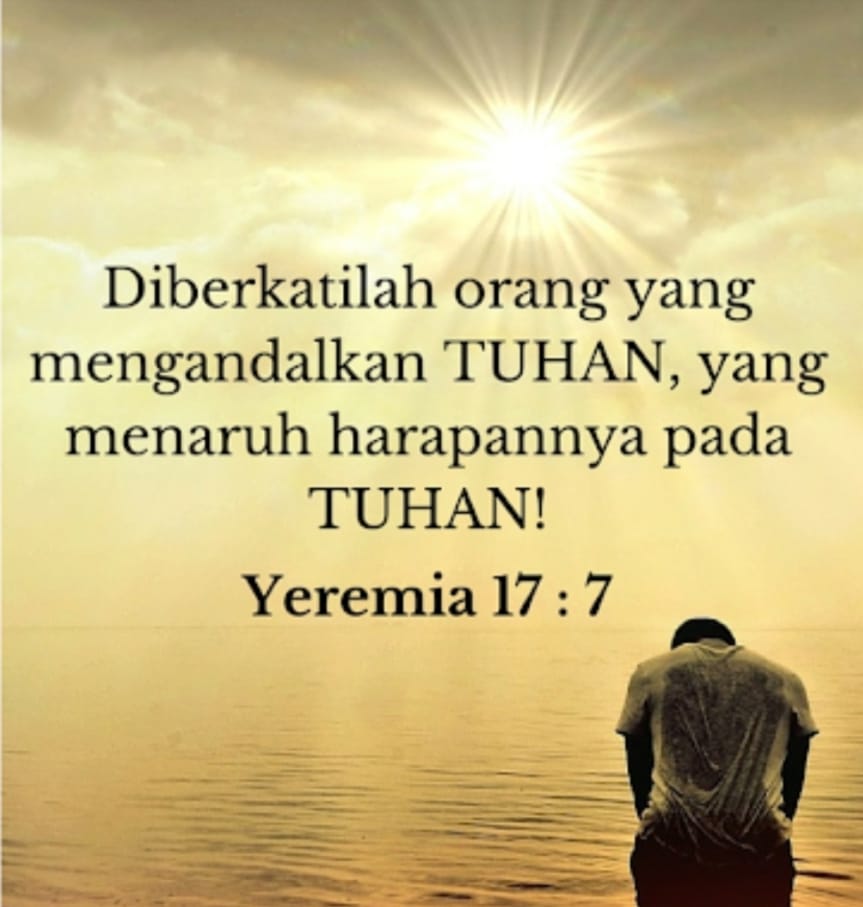 Diberkatilah orang yang
mengandalkan TUHAN, yang
menaruh harapannya pada
TUHAN!
Yeremia 17 : 7